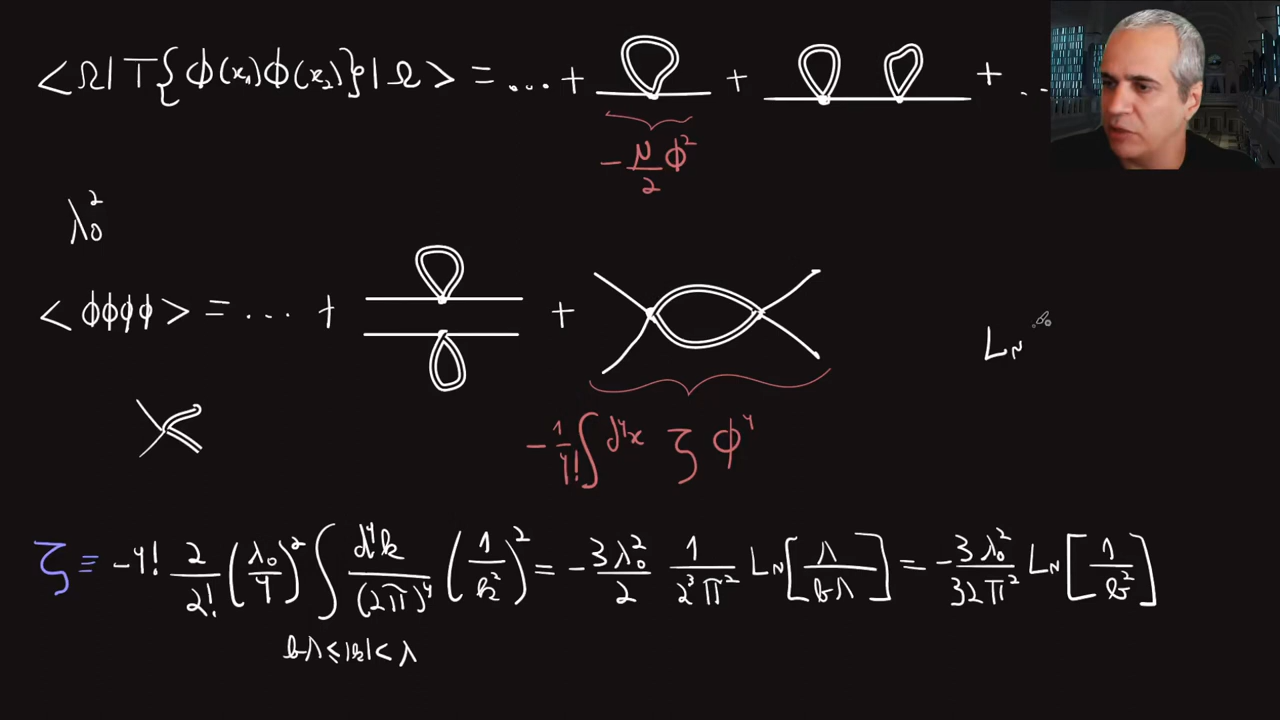 <Ω|T{ϕ(x₁)ϕ(x₂)}|Ω> = ... + + + ...
-μ/2 ϕ²
λ₀²
<ϕϕϕϕ> = ... + +
LN
-1/4! ∫ d⁴x ζ ϕ⁴
ζ ≡ -4! 2/2! (λ₀/4)² ∫ d⁴k/(2π)⁴ (1/k²)² = -3λ₀²/2 1/2³π² LN[Λ/bΛ] = -3λ₀²/32π² LN[1/b²]
bΛ≤|k|<Λ